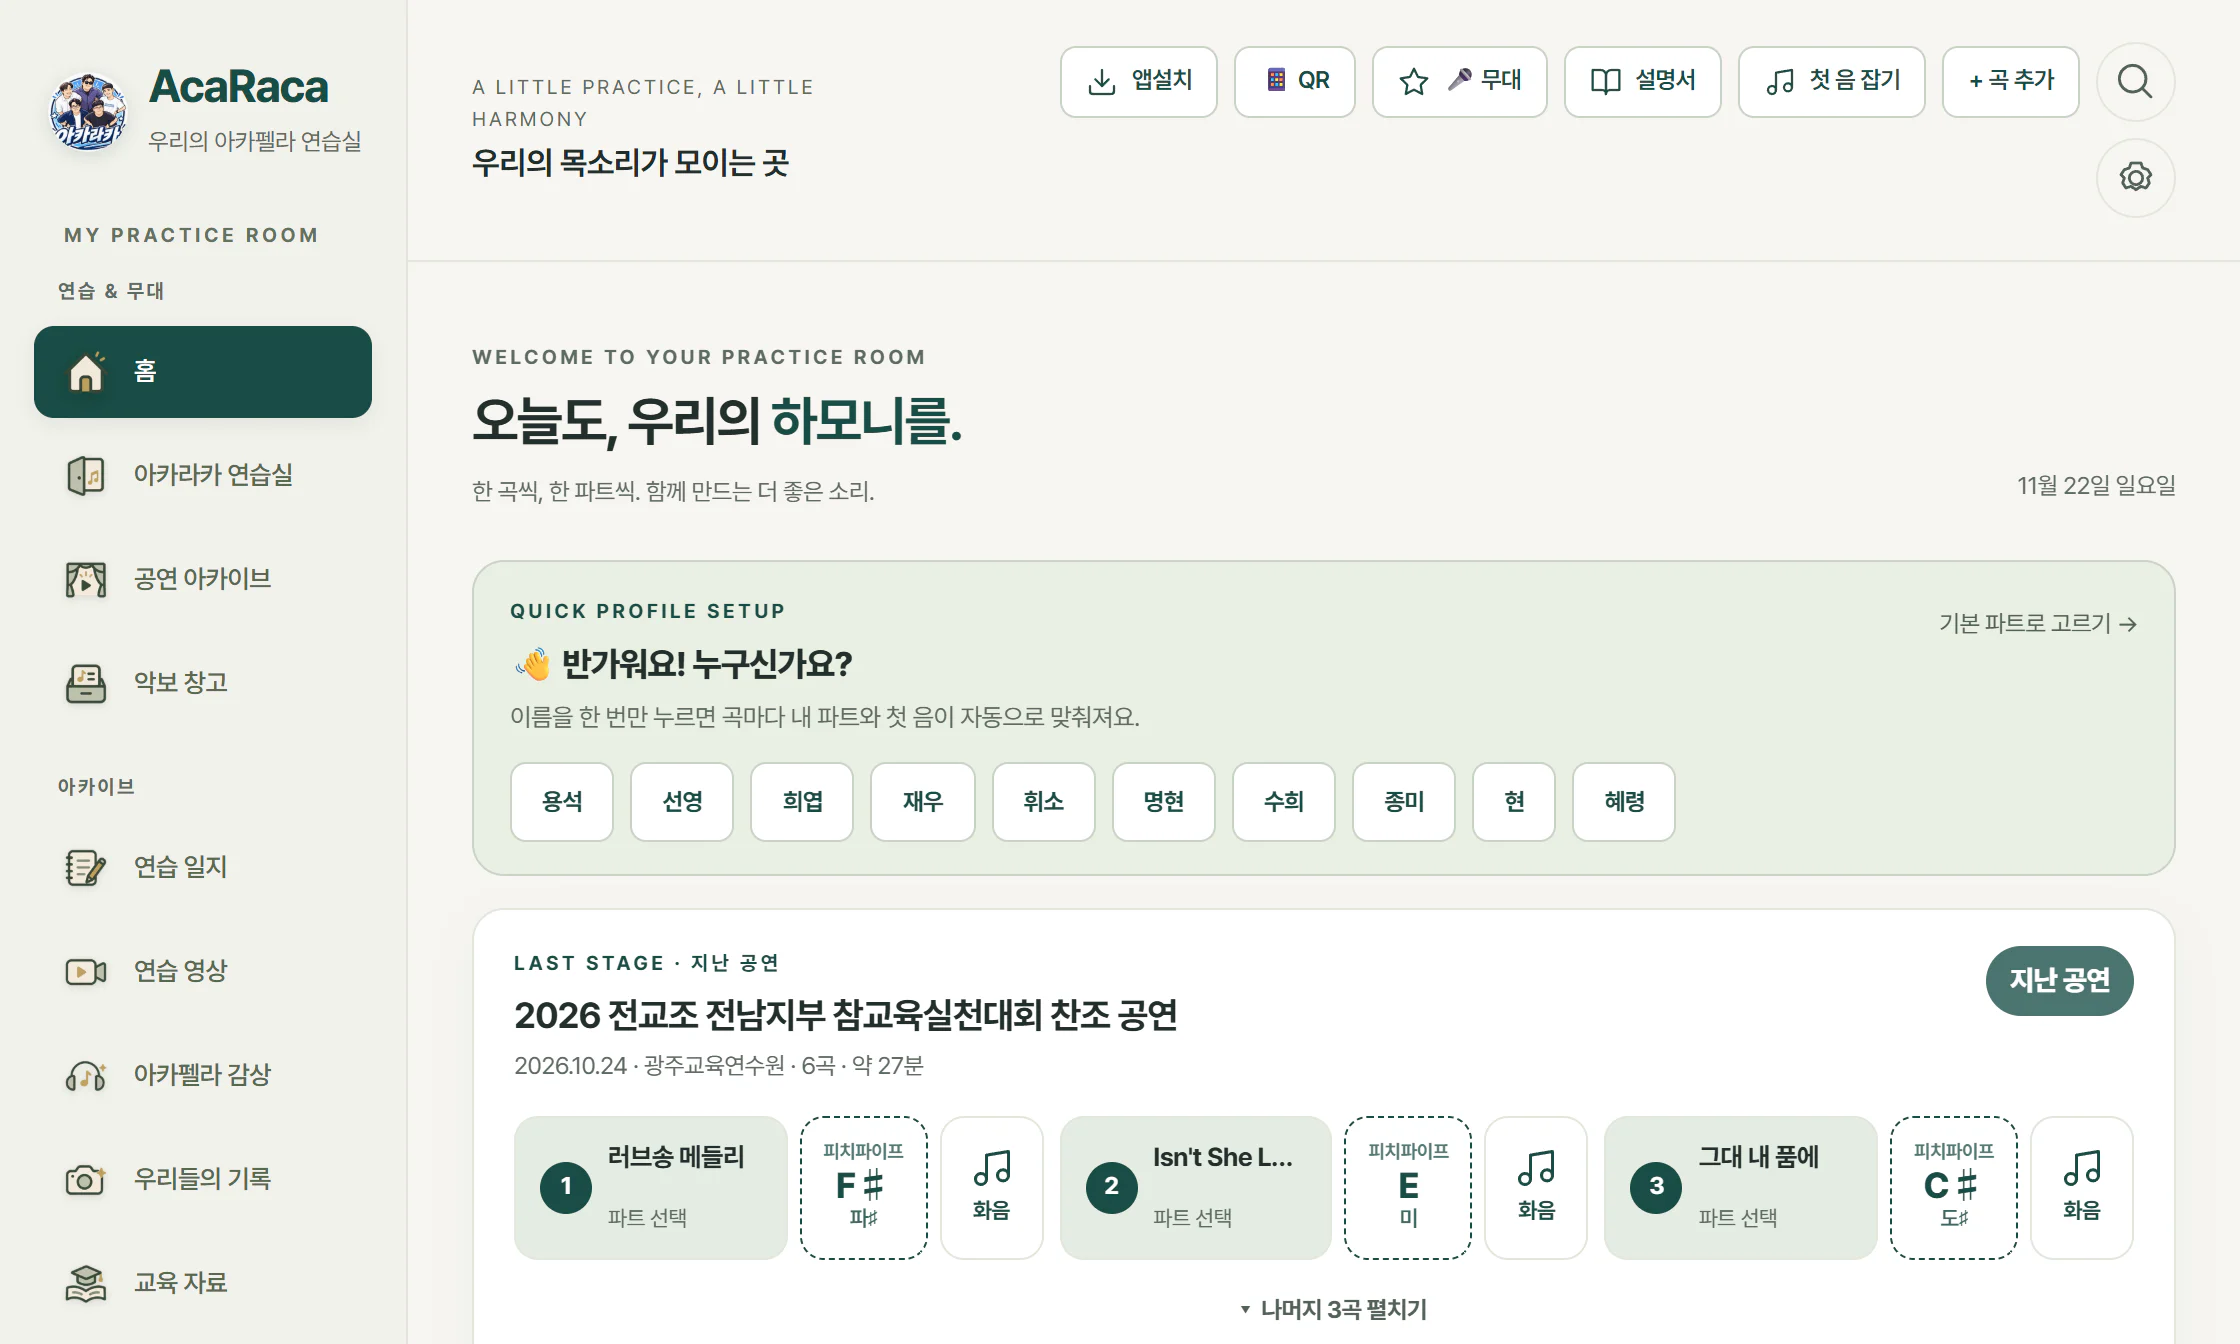 아카라카
AcaRaca
우리의 아카펠라 연습실
MY PRACTICE ROOM
연습 & 무대
홈
아카라카 연습실
공연 아카이브
악보 창고
아카이브
연습 일지
연습 영상
아카펠라 감상
우리들의 기록
교육 자료
A LITTLE PRACTICE, A LITTLE
HARMONY
우리의 목소리가 모이는 곳
앱설치
QR
무대
설명서
첫 음 잡기
+ 곡 추가
WELCOME TO YOUR PRACTICE ROOM
오늘도, 우리의 하모니를.
한 곡씩, 한 파트씩. 함께 만드는 더 좋은 소리.
11월 22일 일요일
QUICK PROFILE SETUP
기본 파트로 고르기 →
👋 반가워요! 누구신가요?
이름을 한 번만 누르면 곡마다 내 파트와 첫 음이 자동으로 맞춰져요.
용석
선영
희엽
재우
휘소
명현
수희
종미
현
혜령
LAST STAGE · 지난 공연
지난 공연
2026 전교조 전남지부 참교육실천대회 찬조 공연
2026.10.24 · 광주교육연수원 · 6곡 · 약 27분
1
러브송 메들리
파트 선택
피치파이프
F♯
파♯
화음
2
Isn't She L...
파트 선택
피치파이프
E
미
화음
3
그대 내 품에
파트 선택
피치파이프
C♯
도♯
화음
▼ 나머지 3곡 펼치기